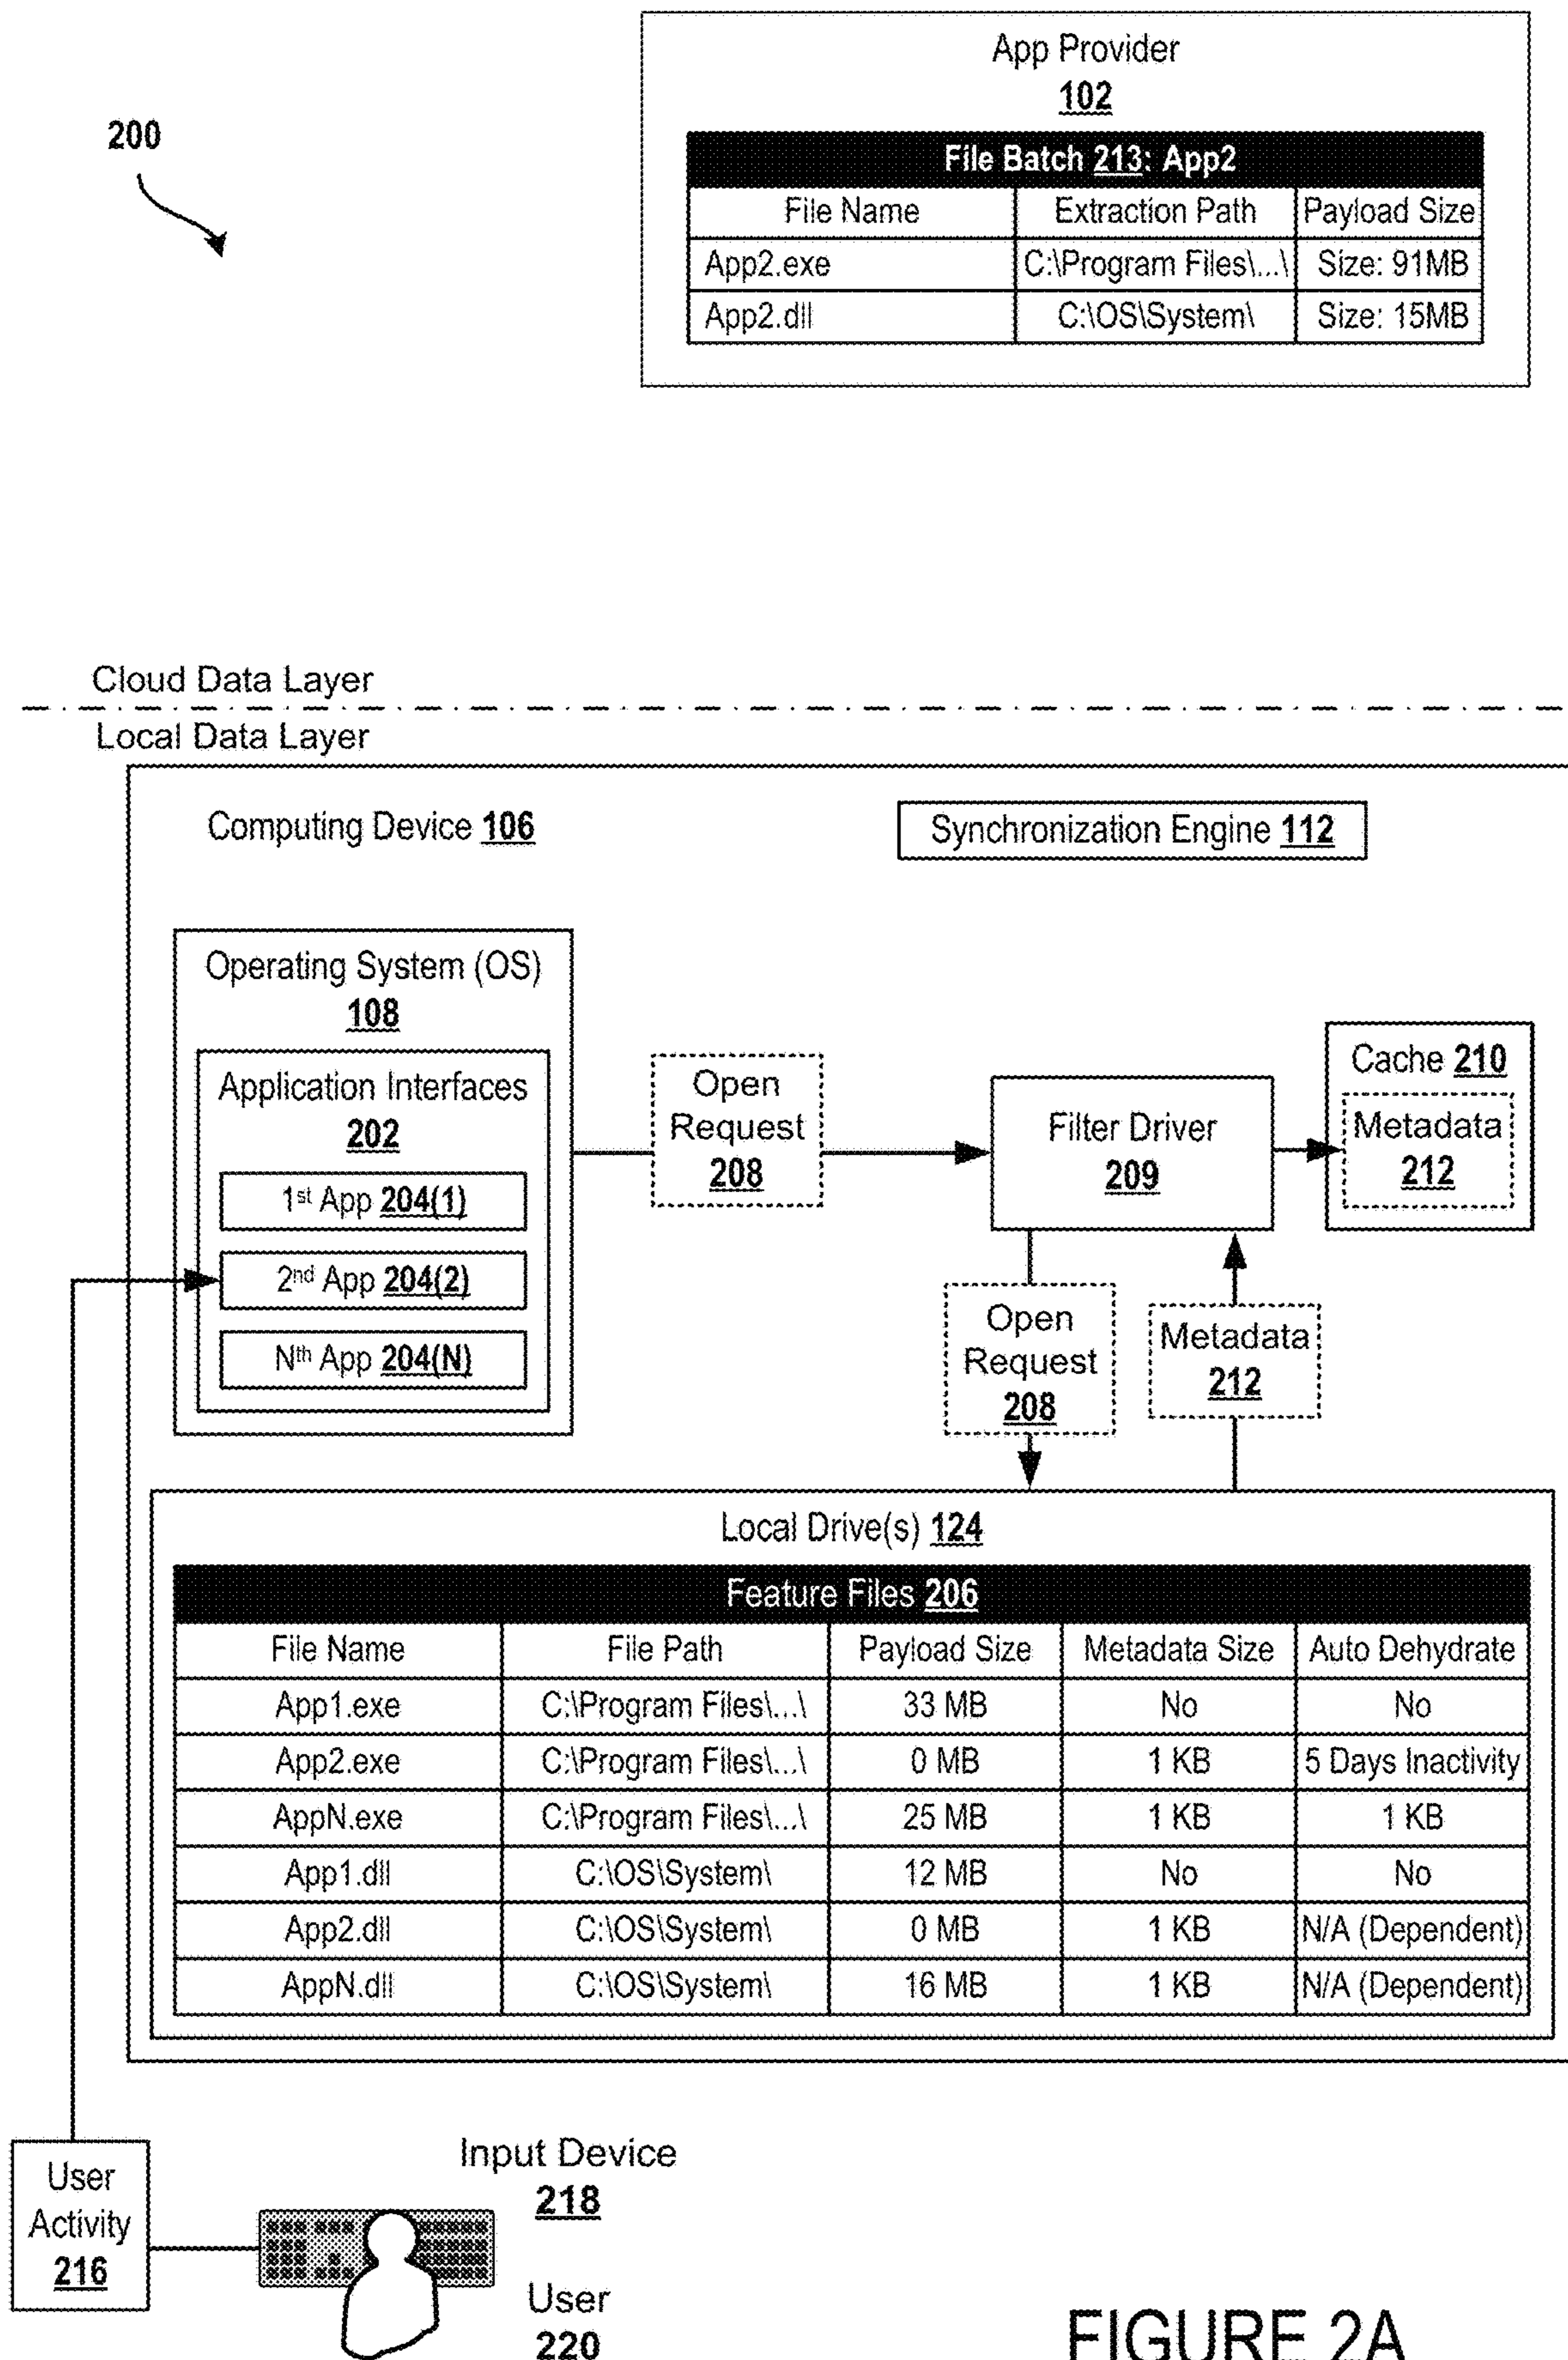 200
App Provider
102
File Batch 213: App2
File Name Extraction Path Payload Size
App2.exe C:\Program Files\...\ Size: 91MB
App2.dll C:\OS\System\ Size: 15MB
Cloud Data Layer
Local Data Layer
Computing Device 106
Synchronization Engine 112
Operating System (OS)
108
Application Interfaces
202
1st App 204(1)
2nd App 204(2)
Nth App 204(N)
Open
Request
208
Filter Driver
209
Cache 210
Metadata
212
Open
Request
208
Metadata
212
Local Drive(s) 124
Feature Files 206
File Name File Path Payload Size Metadata Size Auto Dehydrate
App1.exe C:\Program Files\...\ 33 MB No No
App2.exe C:\Program Files\...\ 0 MB 1 KB 5 Days Inactivity
AppN.exe C:\Program Files\...\ 25 MB 1 KB 1 KB
App1.dll C:\OS\System\ 12 MB No No
App2.dll C:\OS\System\ 0 MB 1 KB N/A (Dependent)
AppN.dll C:\OS\System\ 16 MB 1 KB N/A (Dependent)
User
Activity
216
Input Device
218
User
220
FIGURE 2A